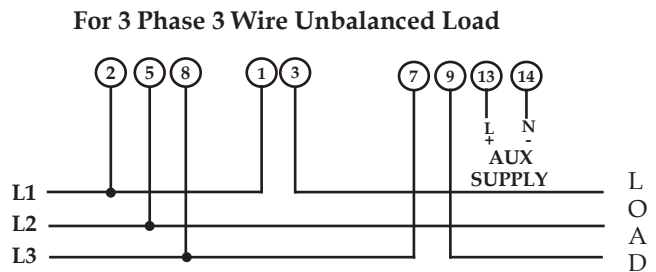 For 3 Phase 3 Wire Unbalanced Load
2 5 8 1 3 7 9 13 14
L N
+ -
AUX
SUPPLY
L1
L2
L3
L
O
A
D